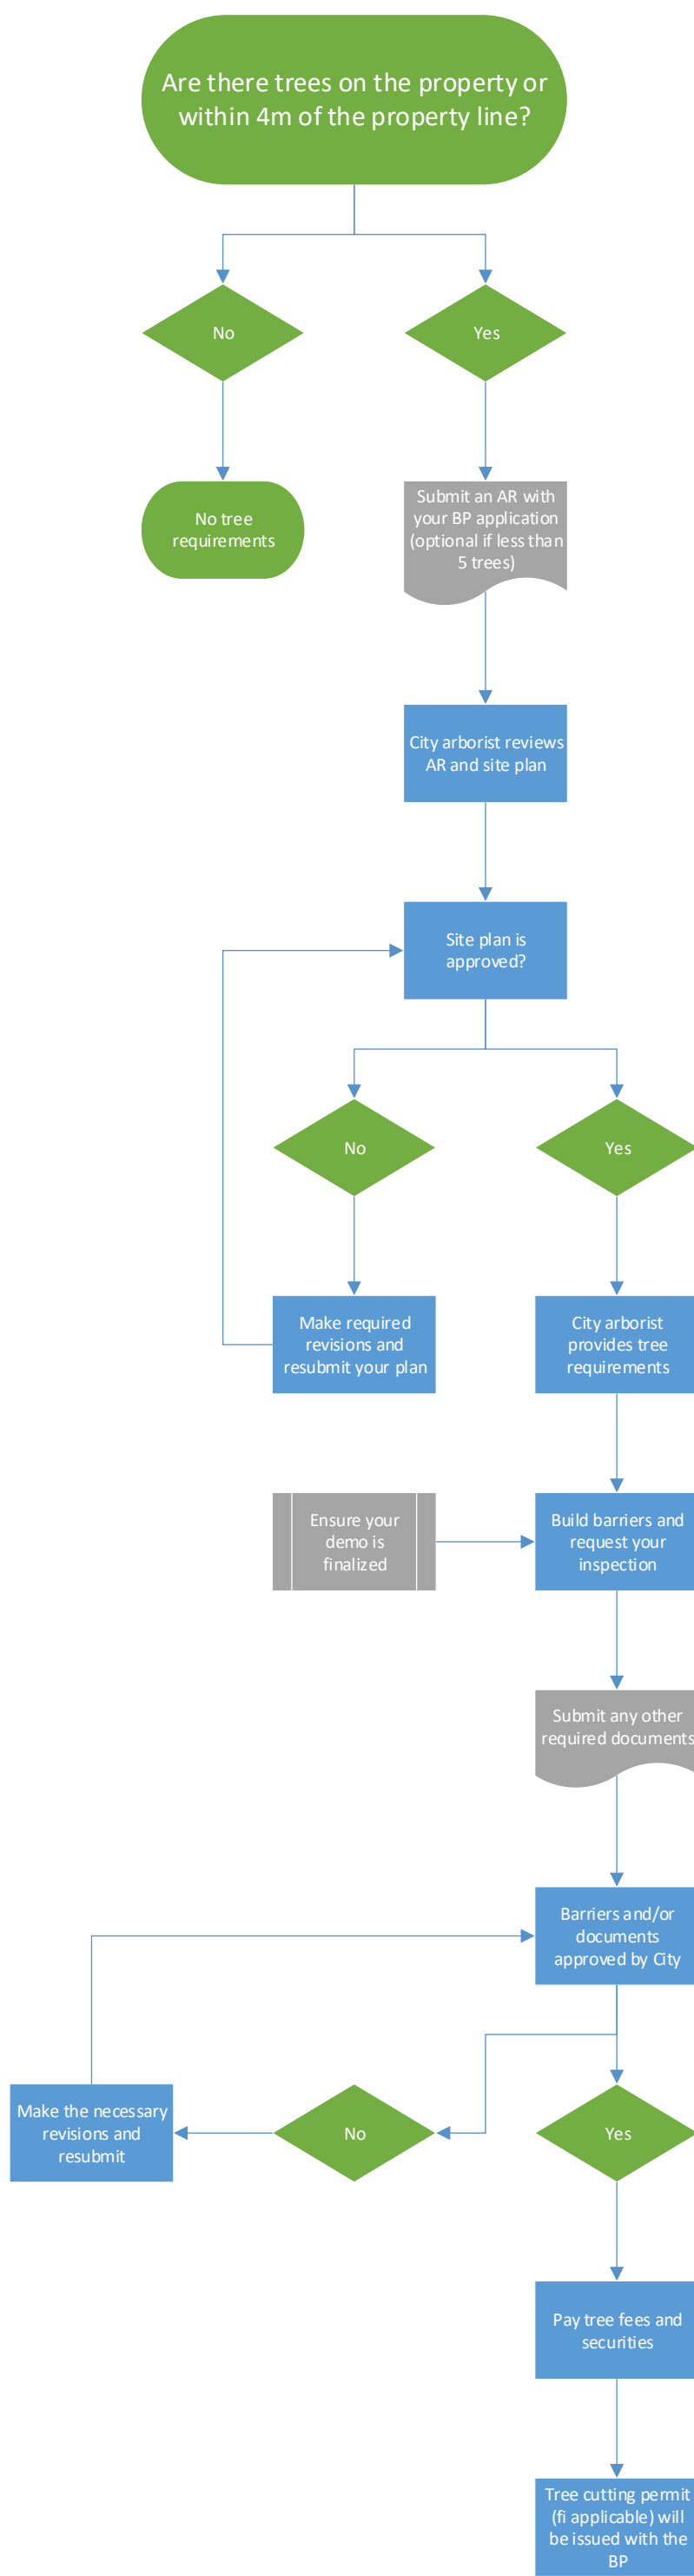 Are there trees on the property or
within 4m of the property line?
No
Yes
No tree
requirements
Submit an AR with
your BP application
(optional if less than
5 trees)
City arborist reviews
AR and site plan
Site plan is
approved?
No
Yes
Make required
revisions and
resubmit your plan
City arborist
provides tree
requirements
Ensure your
demo is
finalized
Build barriers and
request your
inspection
Submit any other
required documents
Barriers and/or
documents
approved by City
Make the necessary
revisions and
resubmit
No
Yes
Pay tree fees and
securities
Tree cutting permit
(fi applicable) will
be issued with the
BP